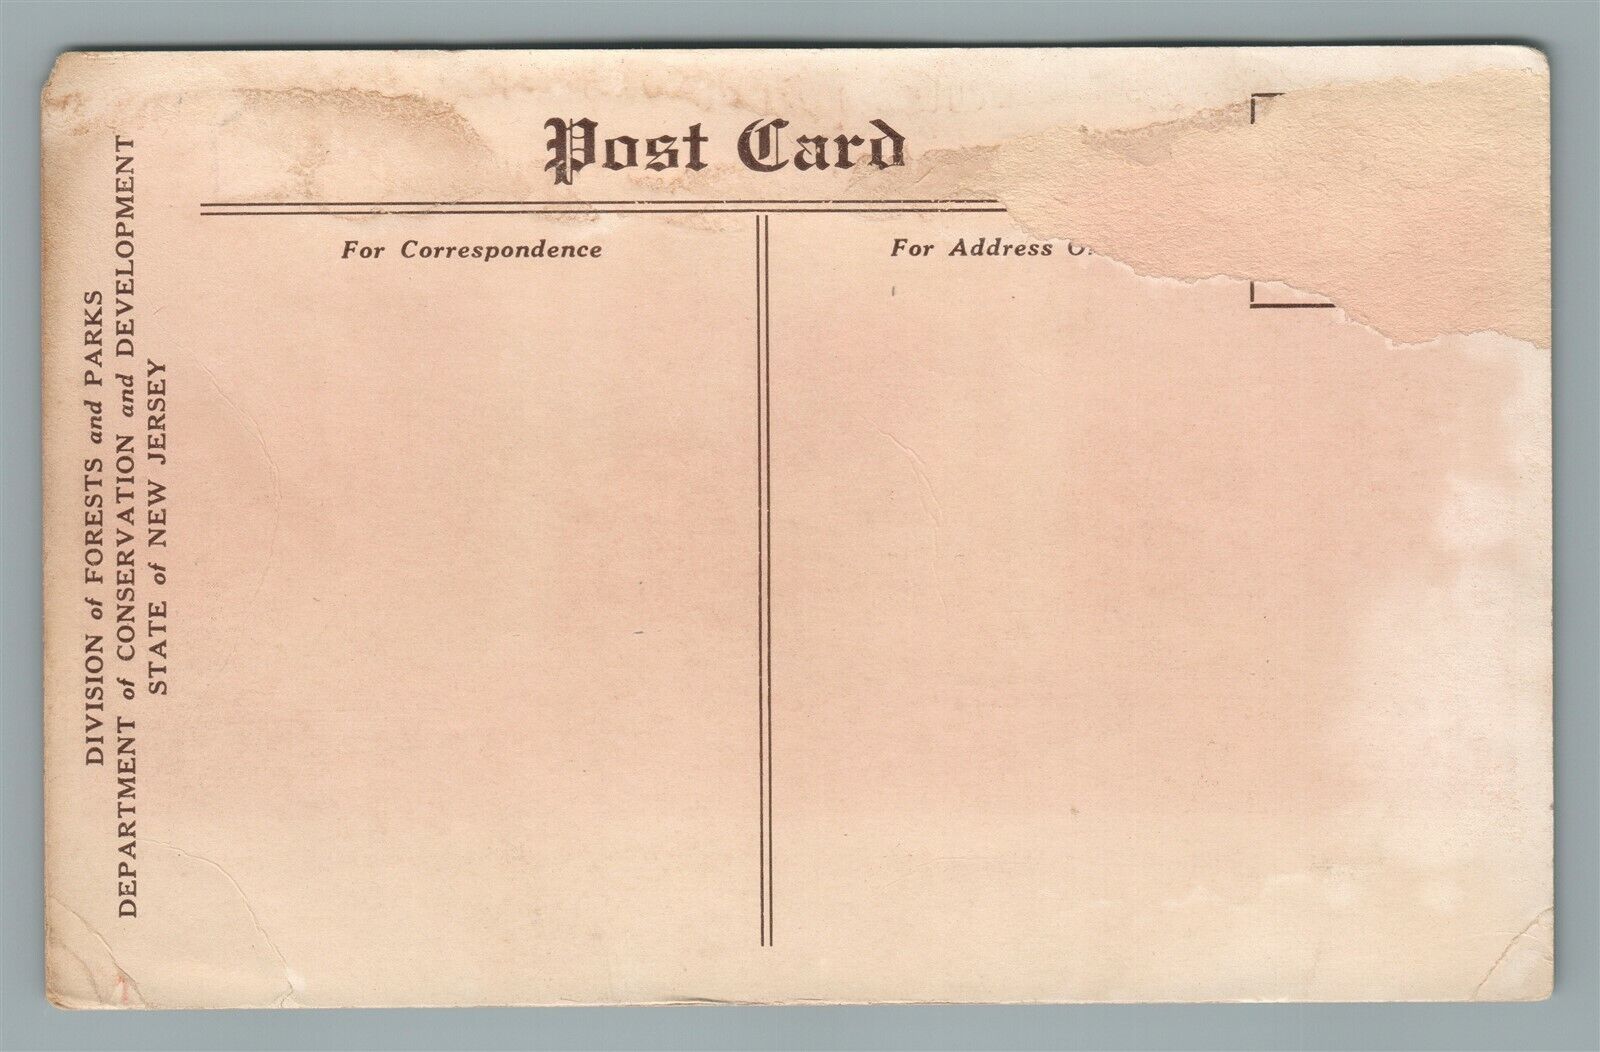 Post Card
For Correspondence
For Address
DIVISION of FORESTS and PARKS
DEPARTMENT of CONSERVATION and DEVELOPMENT
STATE of NEW JERSEY